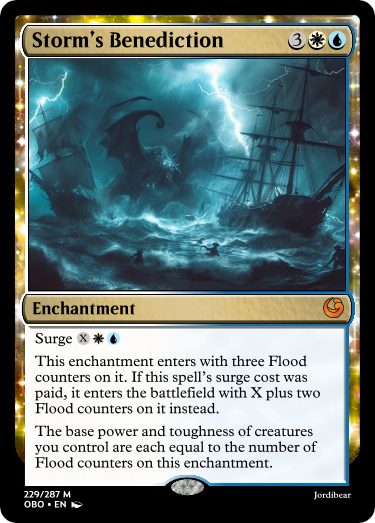 Storm's Benediction 3
Enchantment
Surge X
This enchantment enters with three Flood
counters on it. If this spell's surge cost was
paid, it enters the battlefield with X plus two
Flood counters on it instead.
The base power and toughness of creatures
you control are each equal to the number of
Flood counters on this enchantment.
229/287 M
OBO • EN
Jordibear